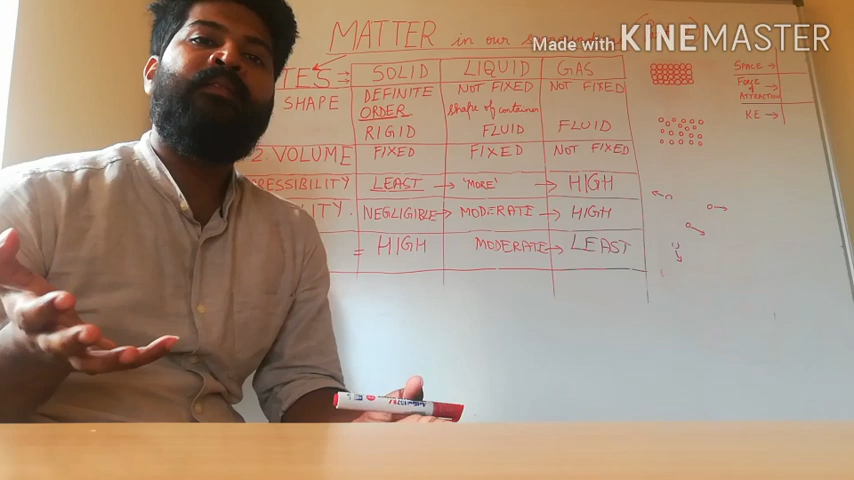 MATTER in our
Made with KINEMASTER
TES ⇒ SOLID LIQUID GAS
SHAPE DEFINITE ORDER RIGID
NOT FIXED shape of container FLUID
NOT FIXED FLUID
2. VOLUME FIXED FIXED NOT FIXED
PRESSIBILITY LEAST → 'MORE' → HIGH
LITY. NEGLIGIBLE → MODERATE → HIGH
= HIGH MODERATE → LEAST
SPACE →
FORCE OF ATTRACTION →
KE →